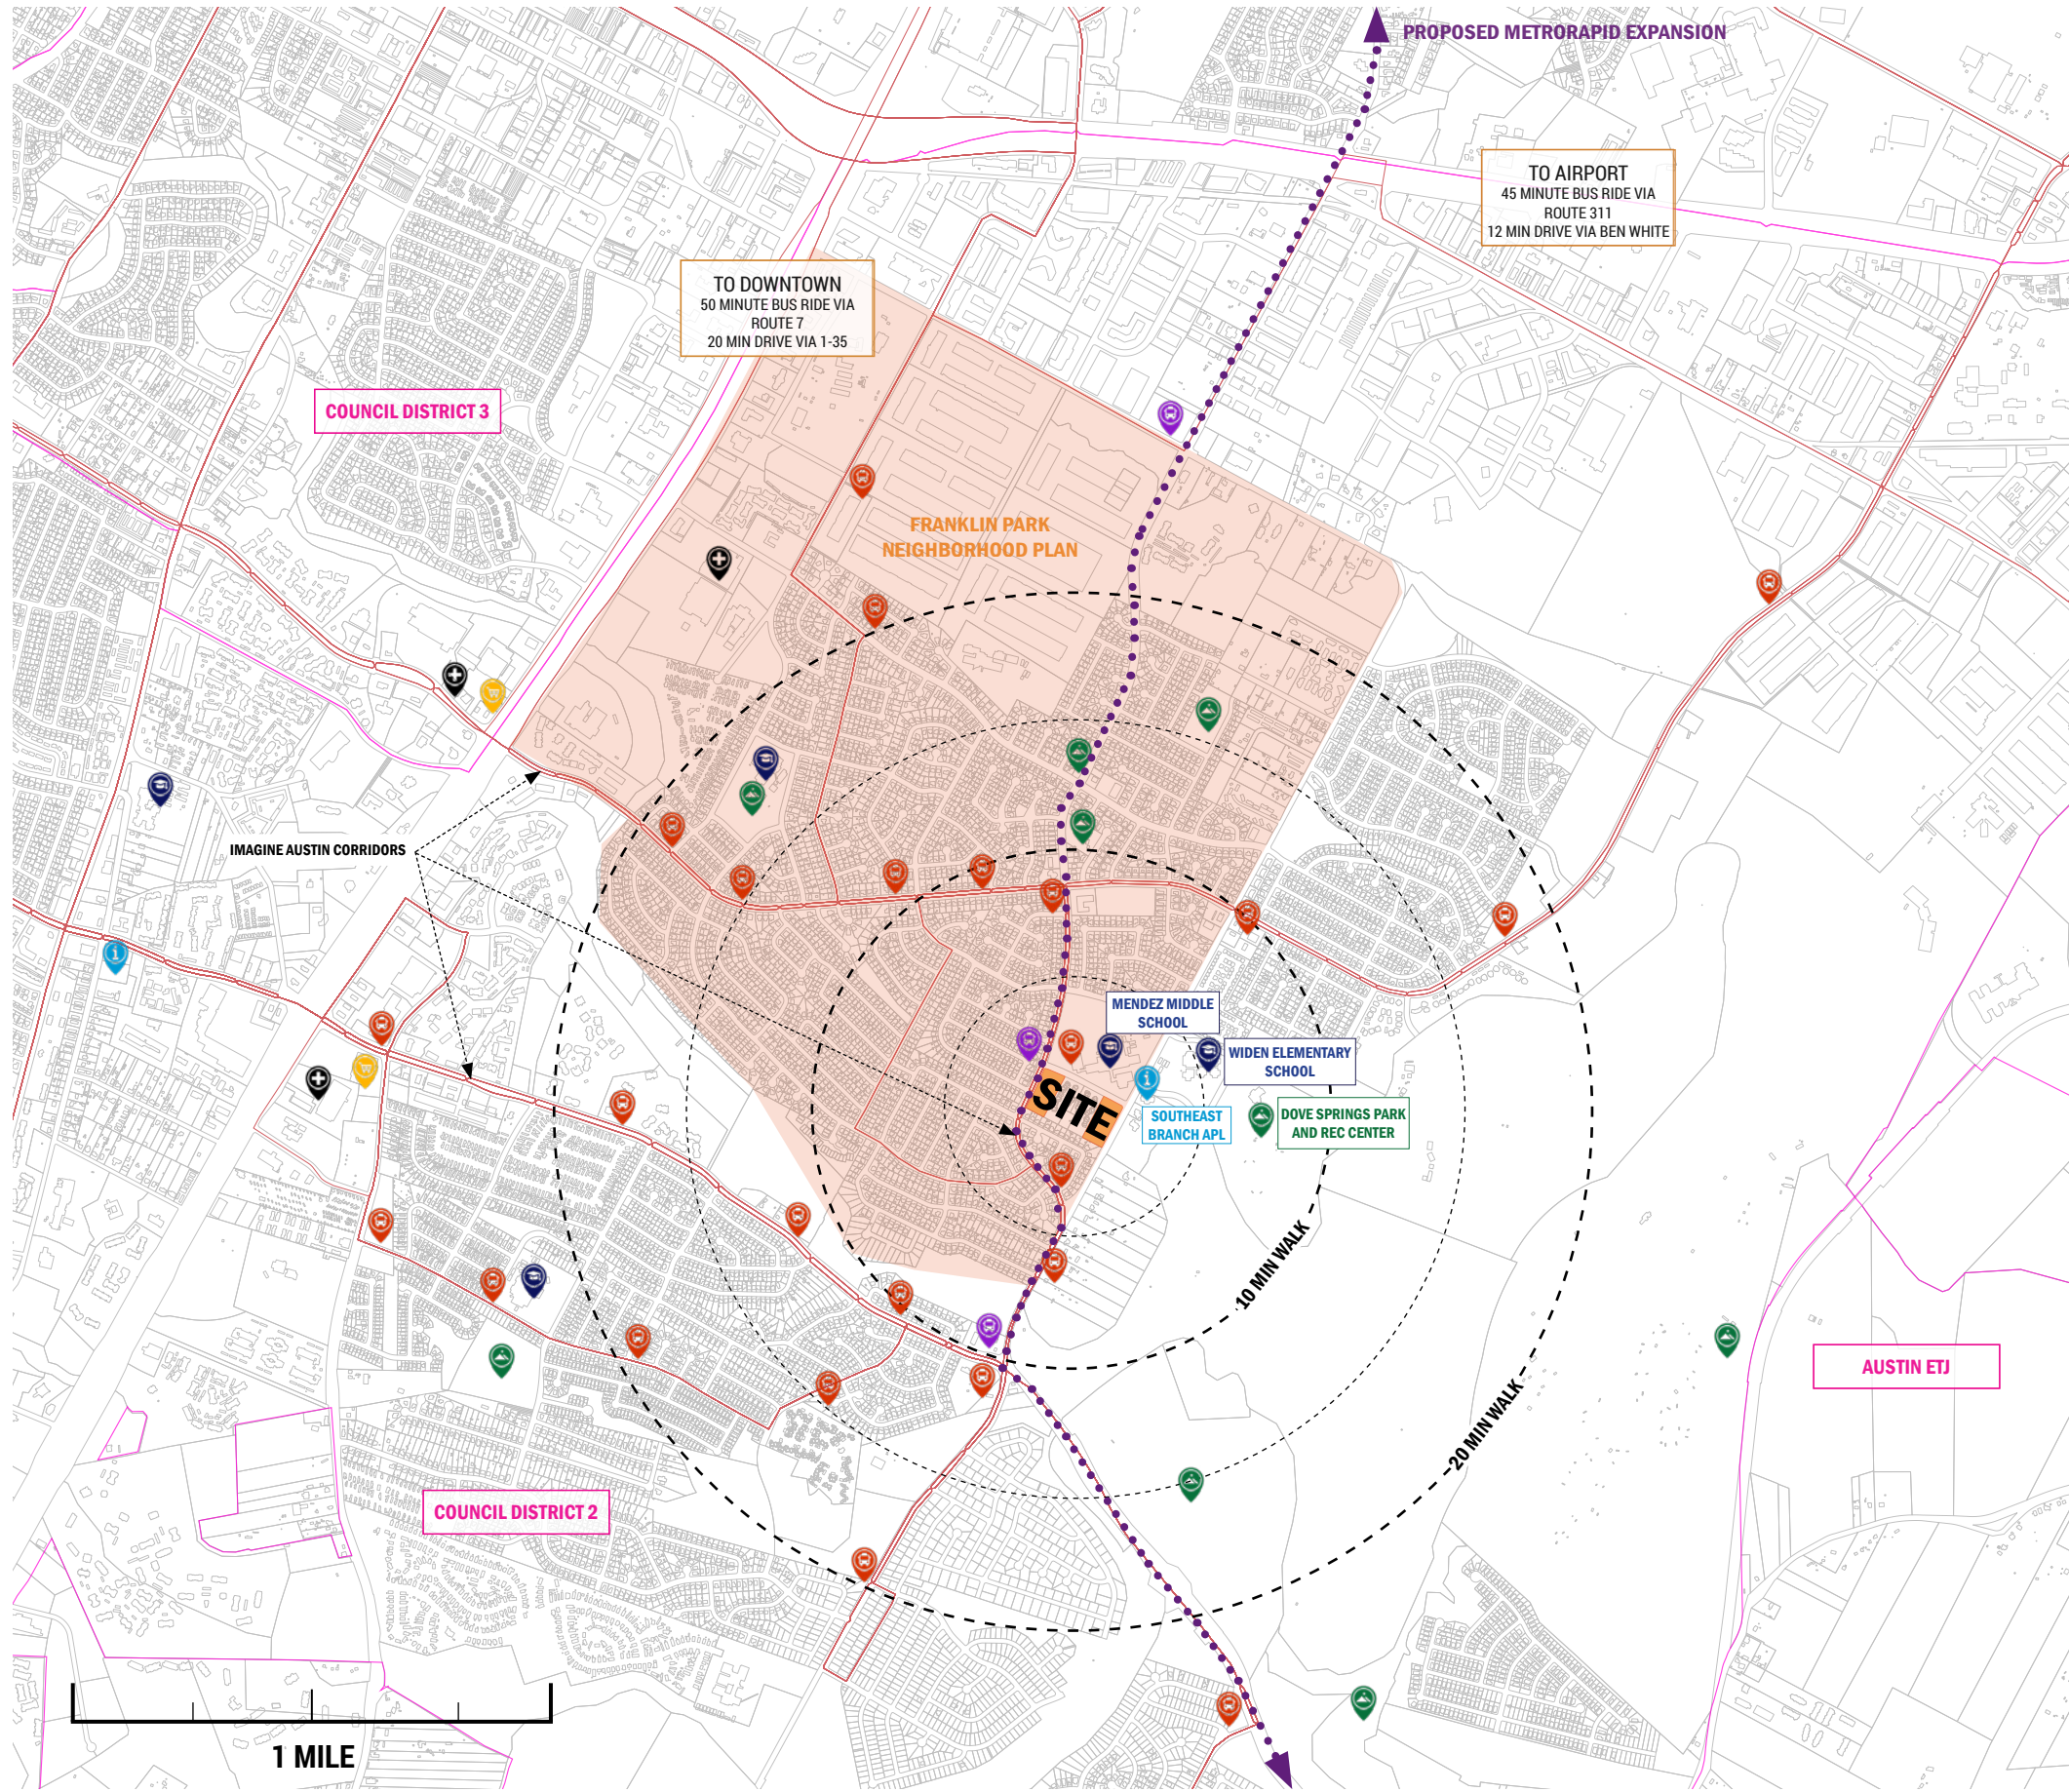 PROPOSED METRORAPID EXPANSION
TO AIRPORT
45 MINUTE BUS RIDE VIA
ROUTE 311
12 MIN DRIVE VIA BEN WHITE
TO DOWNTOWN
50 MINUTE BUS RIDE VIA
ROUTE 7
20 MIN DRIVE VIA 1-35
COUNCIL DISTRICT 3
FRANKLIN PARK
NEIGHBORHOOD PLAN
IMAGINE AUSTIN CORRIDORS
MENDEZ MIDDLE
SCHOOL
WIDEN ELEMENTARY
SCHOOL
SITE
SOUTHEAST
BRANCH APL
DOVE SPRINGS PARK
AND REC CENTER
10 MIN WALK
20 MIN WALK
AUSTIN ETJ
COUNCIL DISTRICT 2
1 MILE